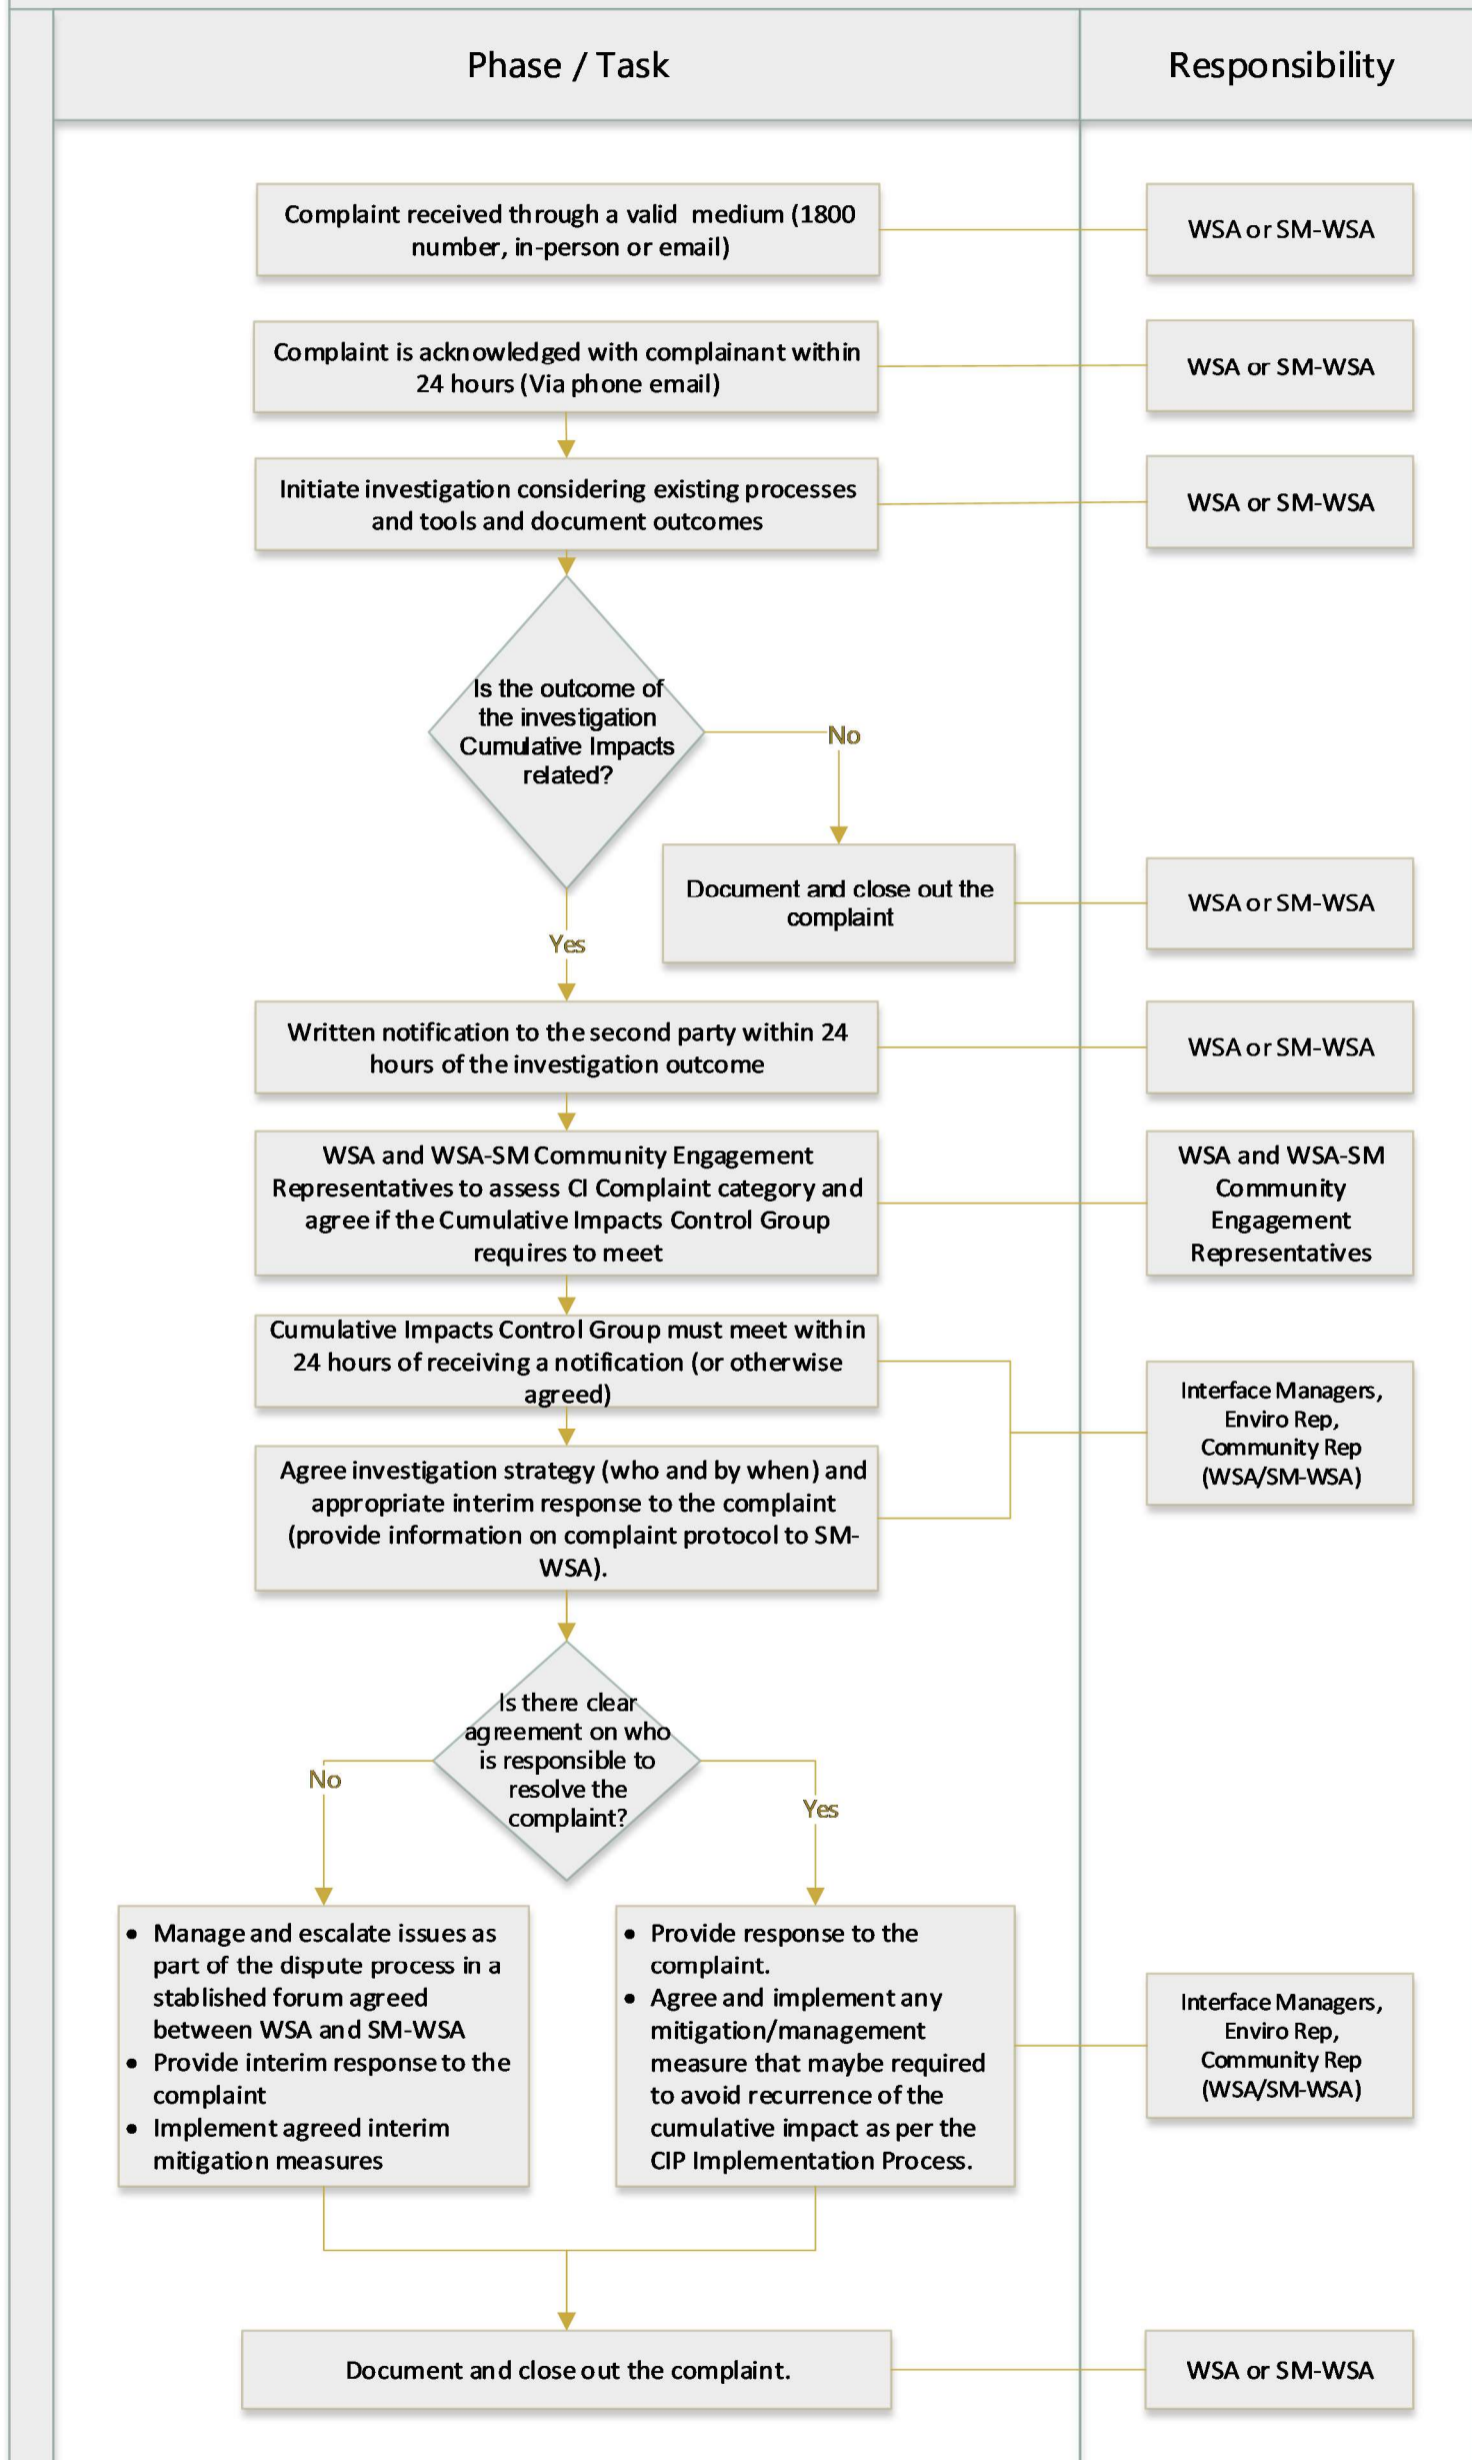 Phase / Task
Responsibility
Complaint received through a valid medium (1800
number, in-person or email)
WSA or SM-WSA
Complaint is acknowledged with complainant within
24 hours (Via phone email)
WSA or SM-WSA
Initiate investigation considering existing processes
and tools and document outcomes
WSA or SM-WSA
Is the outcome of
the investigation
Cumulative Impacts
related?
No
Document and close out the
complaint
WSA or SM-WSA
Yes
Written notification to the second party within 24
hours of the investigation outcome
WSA or SM-WSA
WSA and WSA-SM Community Engagement
Representatives to assess CI Complaint category and
agree if the Cumulative Impacts Control Group
requires to meet
WSA and WSA-SM
Community
Engagement
Representatives
Cumulative Impacts Control Group must meet within
24 hours of receiving a notification (or otherwise
agreed)
Interface Managers,
Enviro Rep,
Community Rep
(WSA/SM-WSA)
Agree investigation strategy (who and by when) and
appropriate interim response to the complaint
(provide information on complaint protocol to SM-
WSA).
Is there clear
agreement on who
is responsible to
resolve the
complaint?
No
Yes
• Manage and escalate issues as
part of the dispute process in a
stablished forum agreed
between WSA and SM-WSA
• Provide interim response to the
complaint
• Implement agreed interim
mitigation measures
• Provide response to the
complaint.
• Agree and implement any
mitigation/management
measure that maybe required
to avoid recurrence of the
cumulative impact as per the
CIP Implementation Process.
Interface Managers,
Enviro Rep,
Community Rep
(WSA/SM-WSA)
Document and close out the complaint.
WSA or SM-WSA